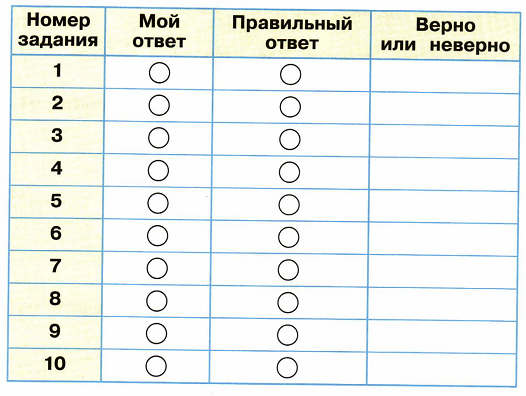 Номер задания
Мой ответ
Правильный ответ
Верно или неверно
1
2
3
4
5
6
7
8
9
10